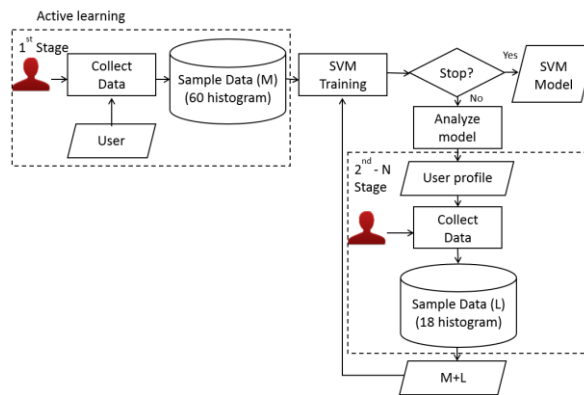 Active learning
1st Stage
Collect
Data
User
Sample Data (M)
(60 histogram)
SVM
Training
Stop?
Yes
SVM
Model
No
Analyze
model
2nd - N
Stage
User profile
Collect
Data
Sample Data (L)
(18 histogram)
M+L